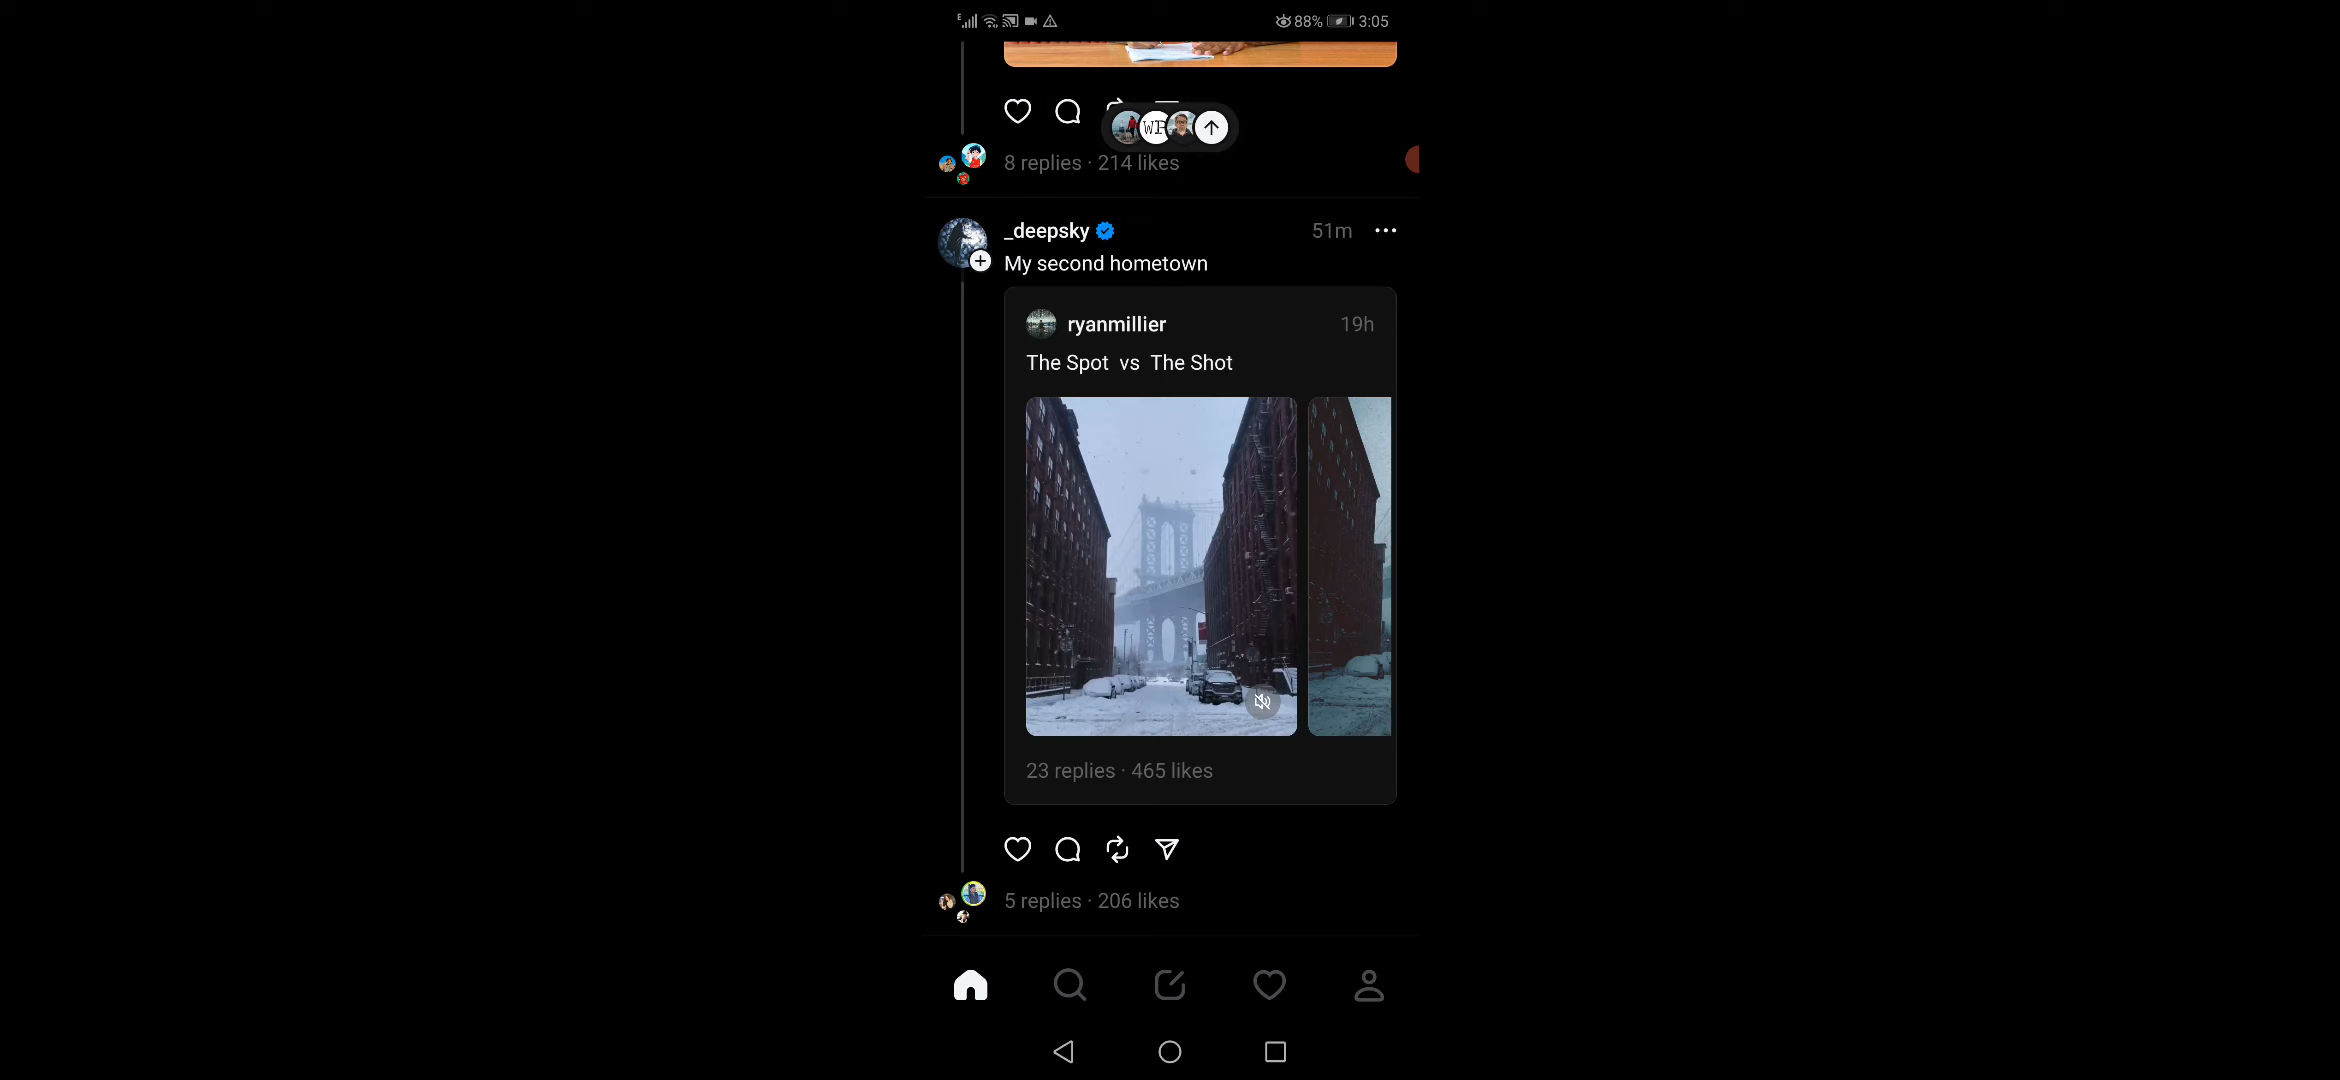 E 88% 3:05
WP
8 replies · 214 likes
_deepsky 51m
My second hometown
ryanmillier 19h
The Spot vs The Shot
23 replies · 465 likes
5 replies · 206 likes